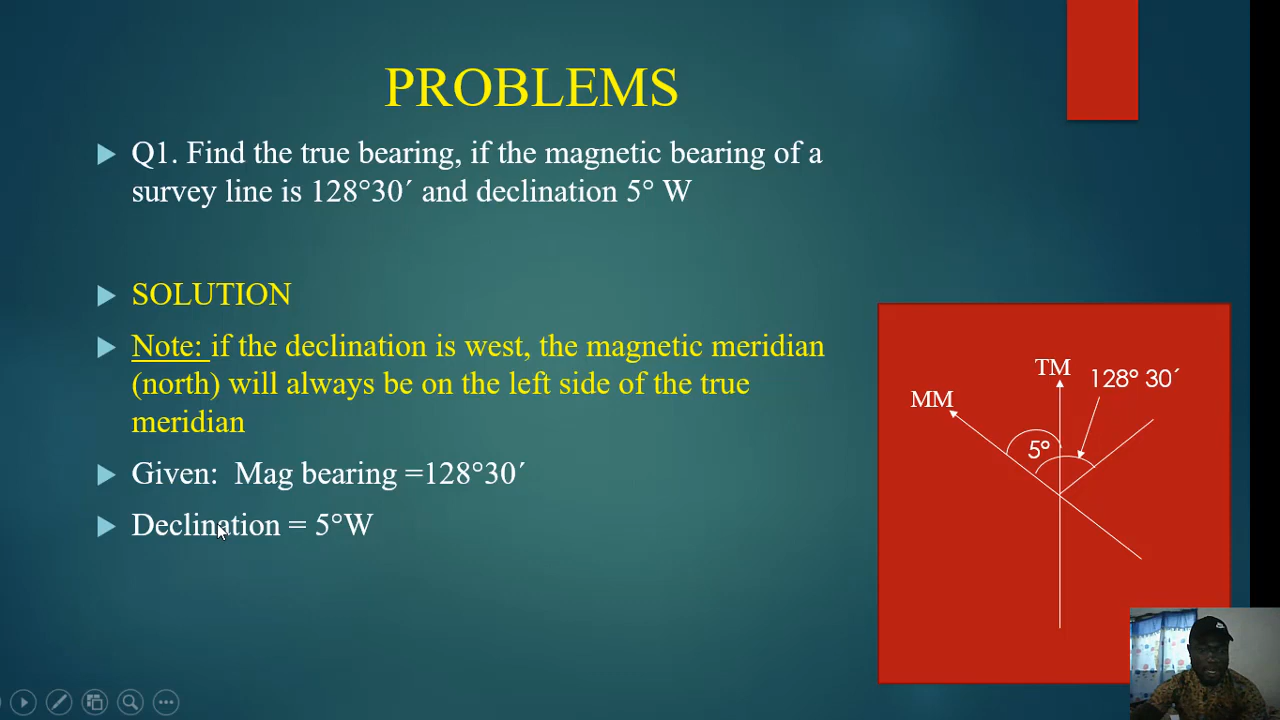 PROBLEMS
Q1. Find the true bearing, if the magnetic bearing of a
survey line is 128°30´ and declination 5° W
SOLUTION
Note: if the declination is west, the magnetic meridian
(north) will always be on the left side of the true
meridian
Given:  Mag bearing =128°30´
Declination = 5°W
TM
128° 30´
MM
5°